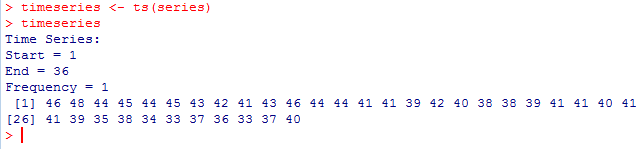 > timeseries <- ts(series)
> timeseries
Time Series:
Start = 1
End = 36
Frequency = 1
 [1] 46 48 44 45 44 45 43 42 41 43 46 44 44 41 41 39 42 40 38 38 39 41 41 40 41
[26] 41 39 35 38 34 33 37 36 33 37 40
>